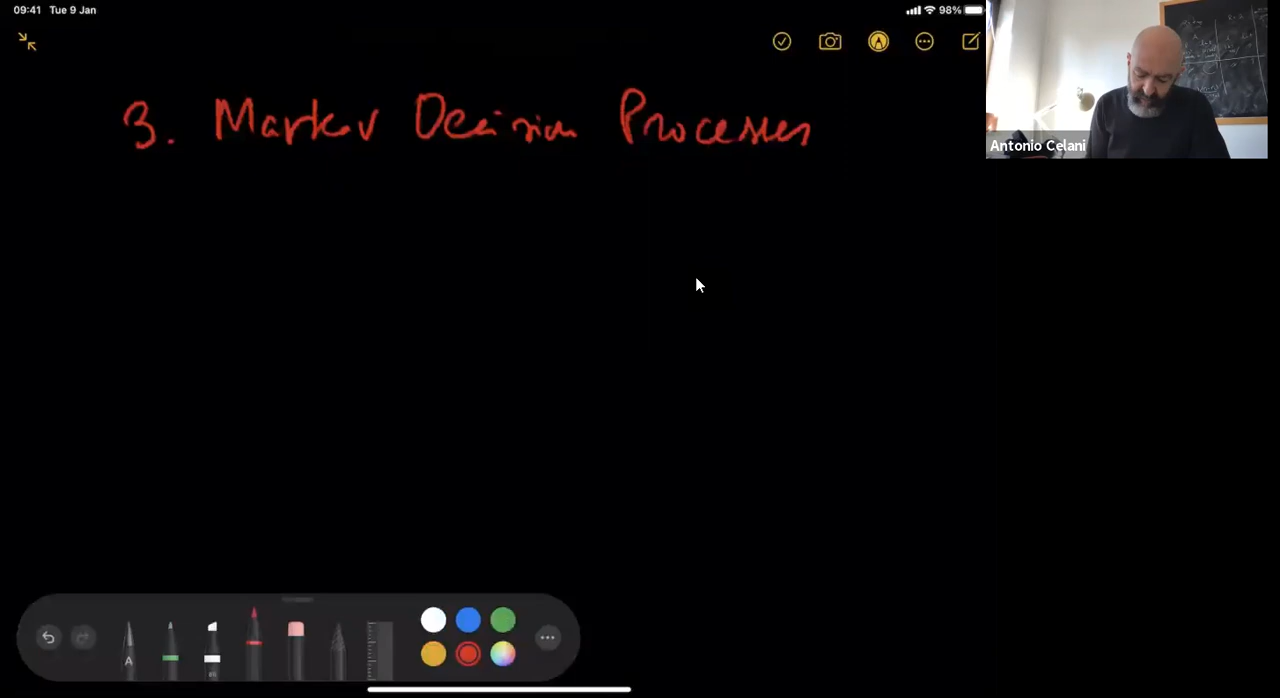 09:41 Tue 9 Jan
98%
3. Markov Decision Processes
Antonio Celani
A